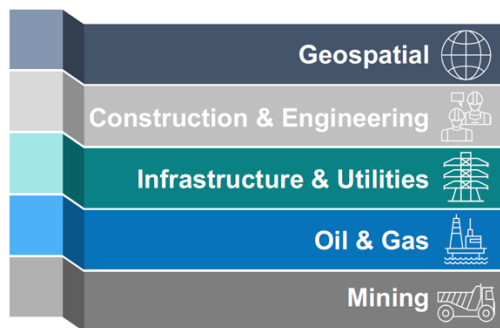 Geospatial
Construction & Engineering
Infrastructure & Utilities
Oil & Gas
Mining